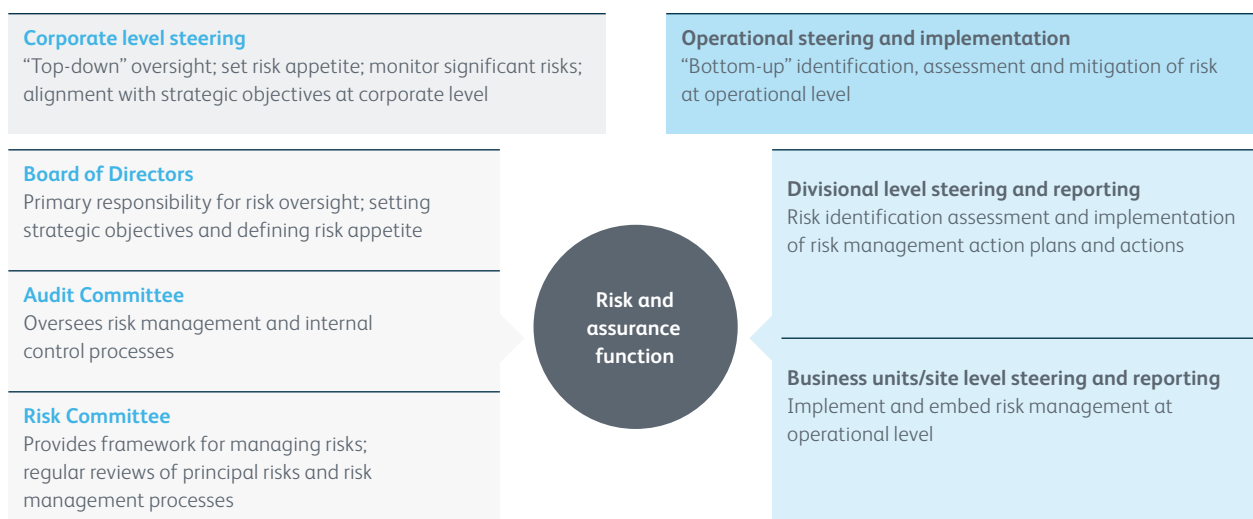 Corporate level steering
“Top-down” oversight; set risk appetite; monitor significant risks;
alignment with strategic objectives at corporate level
Operational steering and implementation
“Bottom-up” identification, assessment and mitigation of risk
at operational level
Board of Directors
Primary responsibility for risk oversight; setting
strategic objectives and defining risk appetite
Audit Committee
Oversees risk management and internal
control processes
Risk Committee
Provides framework for managing risks;
regular reviews of principal risks and risk
management processes
Risk and
assurance
function
Divisional level steering and reporting
Risk identification assessment and implementation
of risk management action plans and actions
Business units/site level steering and reporting
Implement and embed risk management at
operational level